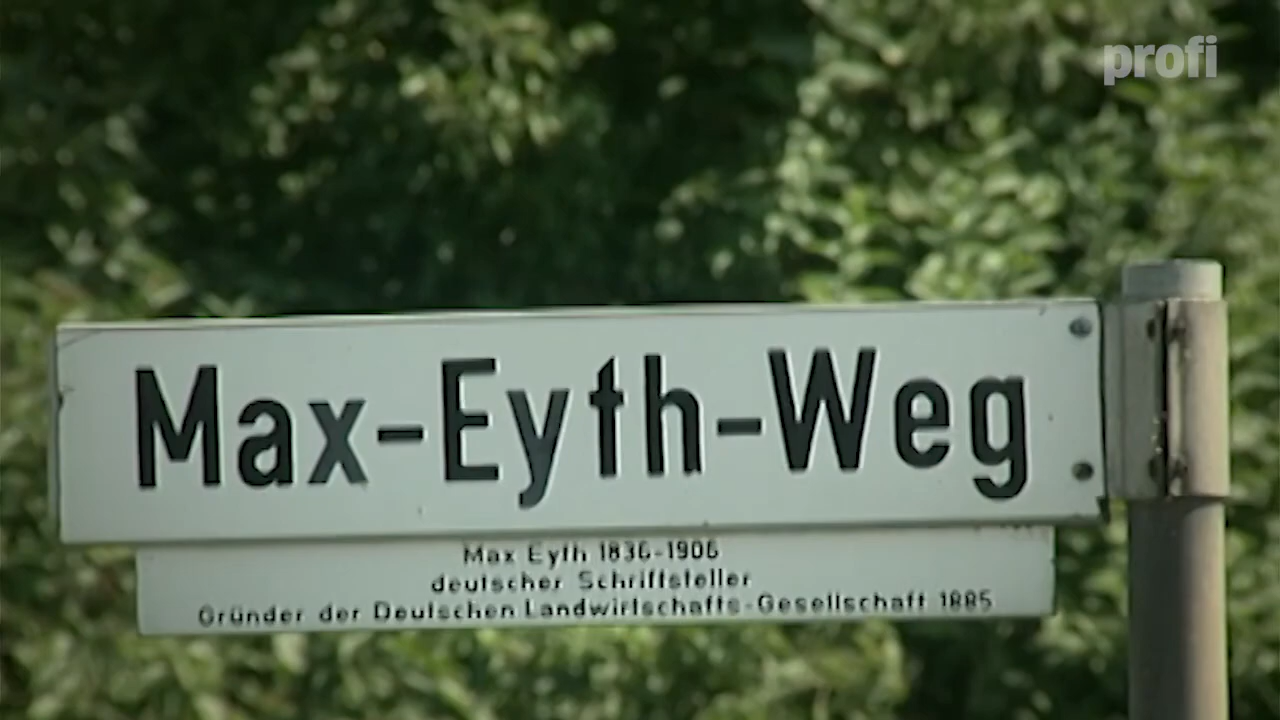 profi
Max-Eyth-Weg
Max Eyth 1836-1906
deutscher Schriftsteller
Gründer der Deutschen Landwirtschafts-Gesellschaft 1885